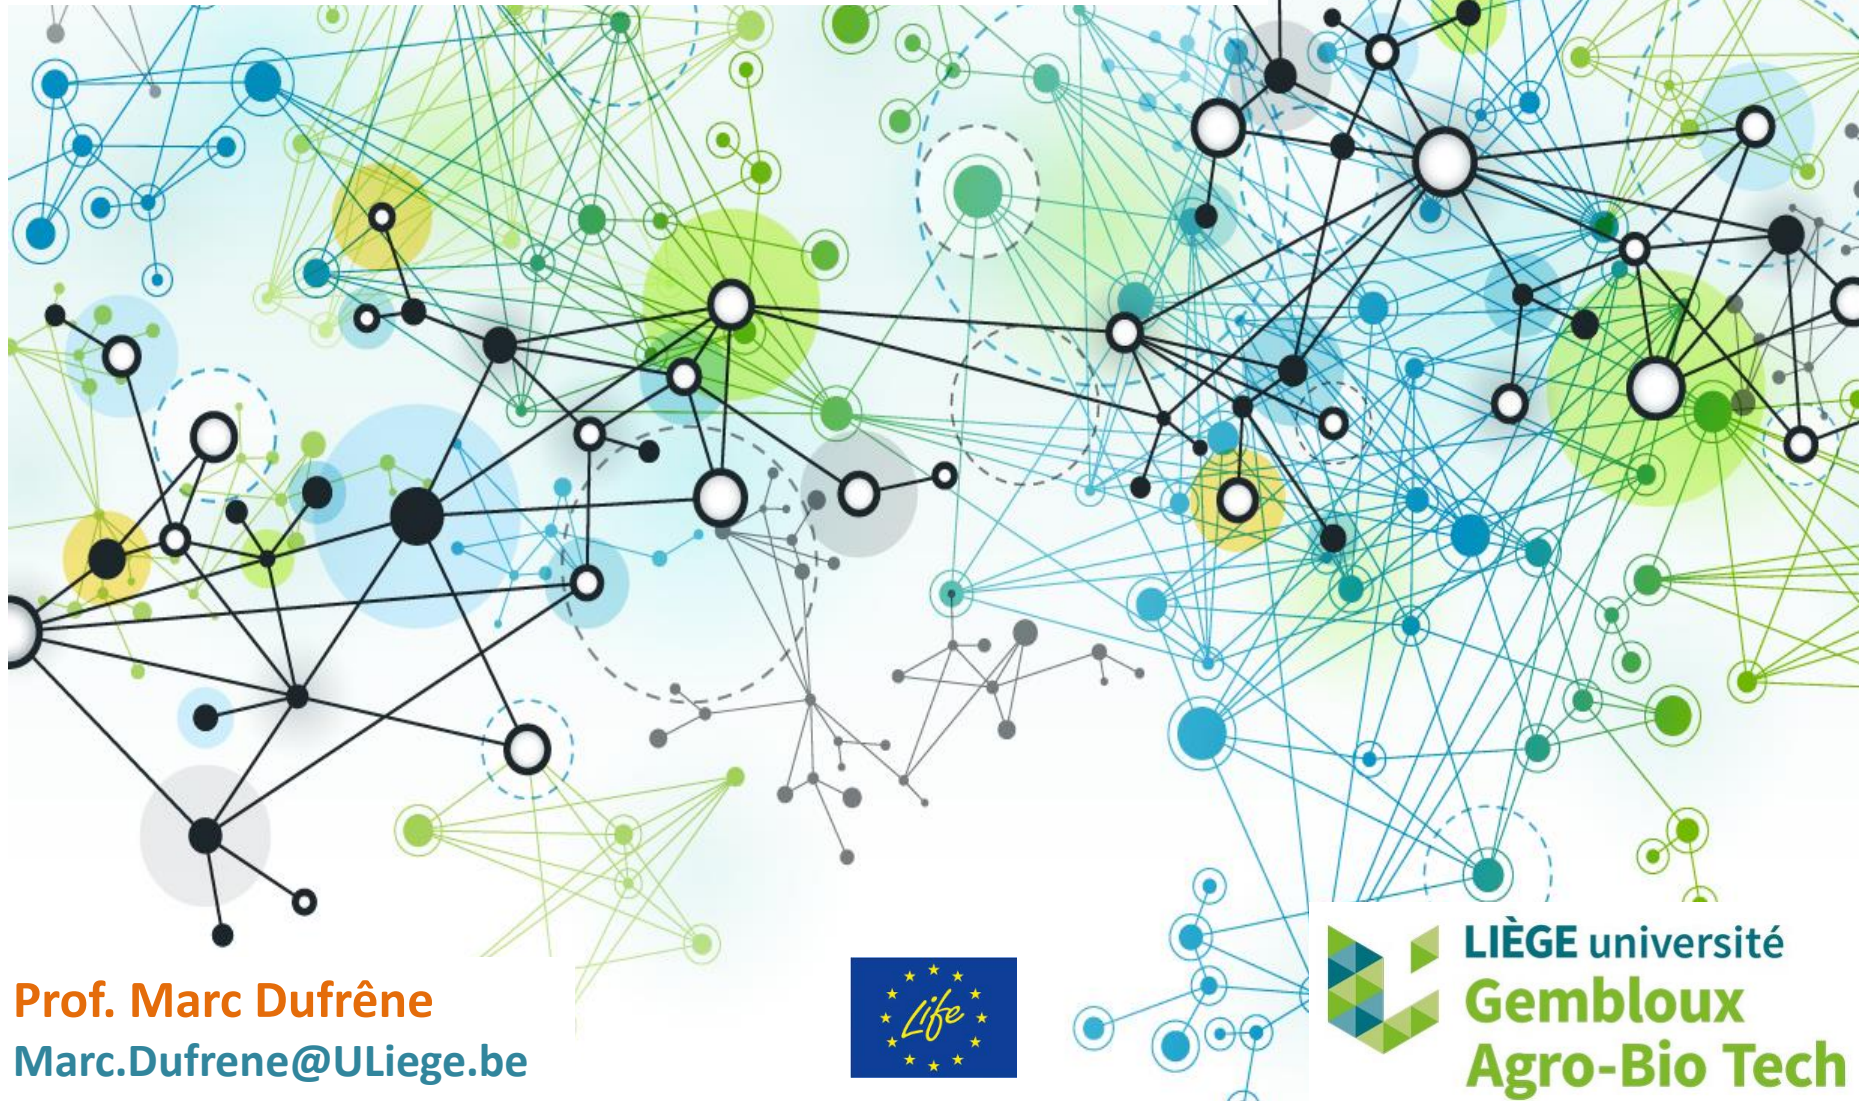 Prof. Marc Dufrêne
Marc.Dufrene@ULiege.be
Life
LIÈGE université
Gembloux
Agro-Bio Tech